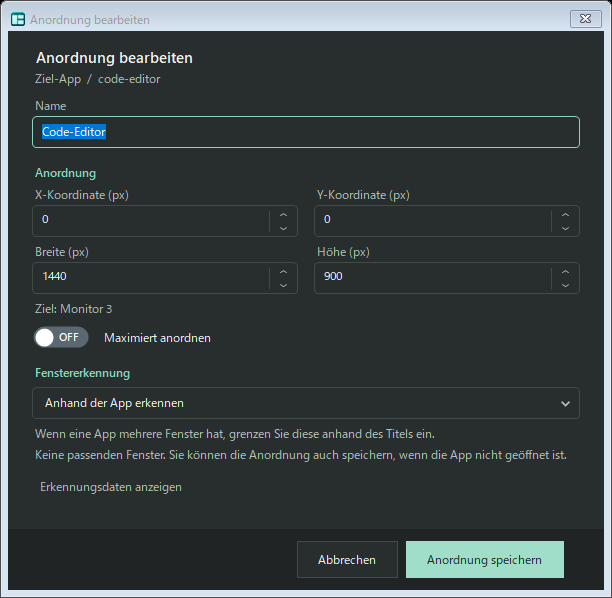 Anordnung bearbeiten
Anordnung bearbeiten
Ziel-App / code-editor
Name
Code-Editor
Anordnung
X-Koordinate (px)
Y-Koordinate (px)
0
0
Breite (px)
Höhe (px)
1440
900
Ziel: Monitor 3
OFF
Maximiert anordnen
Fenstererkennung
Anhand der App erkennen
Wenn eine App mehrere Fenster hat, grenzen Sie diese anhand des Titels ein.
Keine passenden Fenster. Sie können die Anordnung auch speichern, wenn die App nicht geöffnet ist.
Erkennungsdaten anzeigen
Abbrechen
Anordnung speichern